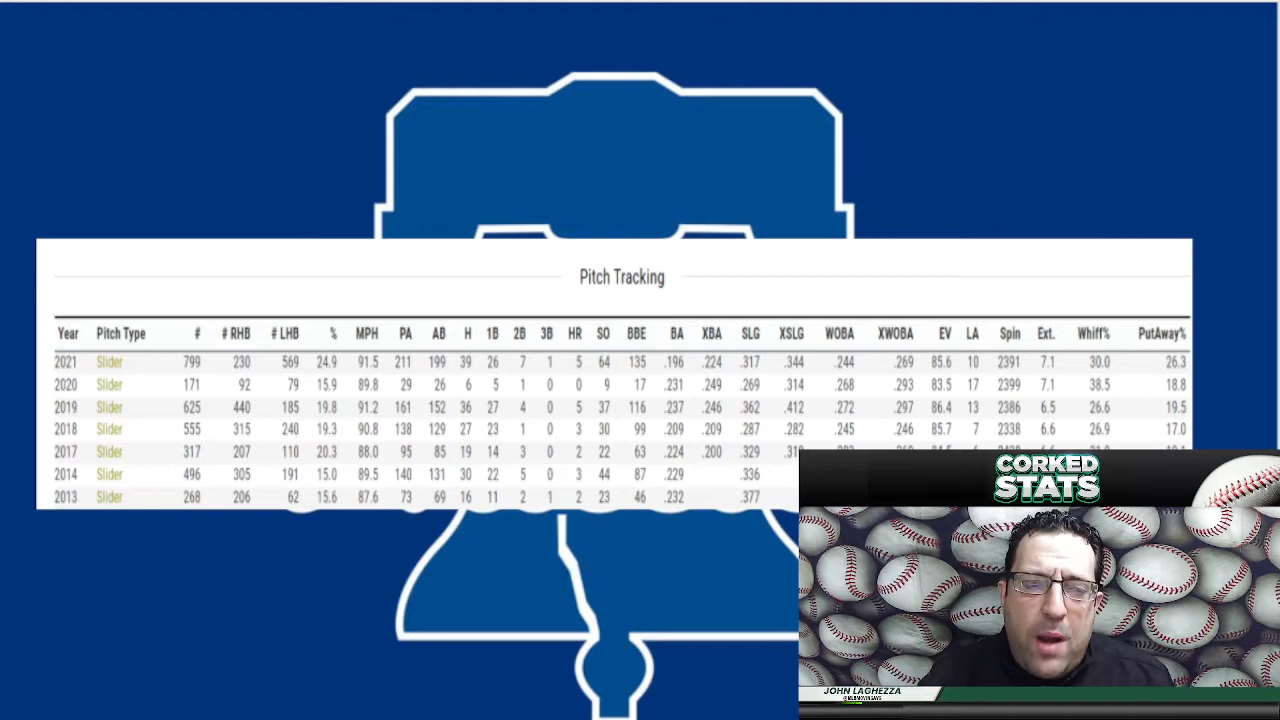 Pitch Tracking
Year Pitch Type # # RHB # LHB % MPH PA AB H 1B 2B 3B HR SO BBE BA XBA SLG XSLG WOBA XWOBA EV LA Spin Ext. Whiff% PutAway%
2021 Slider 799 230 569 24.9 91.5 211 199 39 26 7 1 5 64 135 .196 .224 .317 .344 .244 .269 85.6 10 2391 7.1 30.0 26.3
2020 Slider 171 92 79 15.9 89.8 29 26 6 5 1 0 0 9 17 .231 .249 .269 .314 .268 .293 83.5 17 2399 7.1 38.5 18.8
2019 Slider 625 440 185 19.8 91.2 161 152 36 27 4 0 5 37 116 .237 .246 .362 .412 .272 .297 86.4 13 2386 6.5 26.6 19.5
2018 Slider 555 315 240 19.3 90.8 138 129 27 23 1 0 3 30 99 .209 .209 .287 .282 .245 .246 85.7 7 2338 6.6 26.9 17.0
2017 Slider 317 207 110 20.3 88.0 95 85 19 14 3 0 2 22 63 .224 .200 .329
2014 Slider 496 305 191 15.0 89.5 140 131 30 22 5 0 3 44 87 .229 .336
2013 Slider 268 206 62 15.6 87.6 73 69 16 11 2 1 2 23 46 .232 .377
CORKED
STATS
JOHN LAGHEZZA
@MLBMOVINGAVG